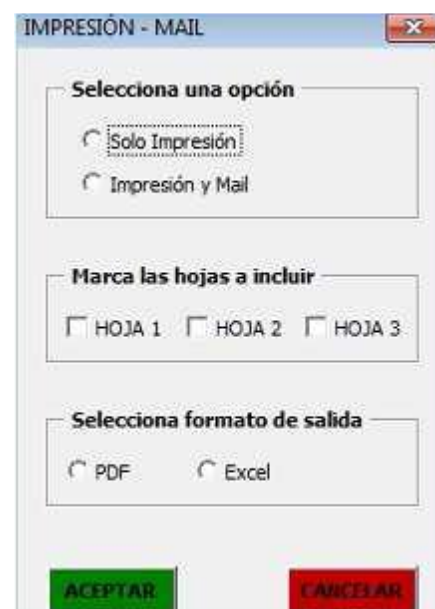 IMPRESIÓN - MAIL
Selecciona una opción
Solo Impresión
Impresión y Mail
Marca las hojas a incluir
HOJA 1 HOJA 2 HOJA 3
Selecciona formato de salida
PDF Excel
ACEPTAR CANCELAR